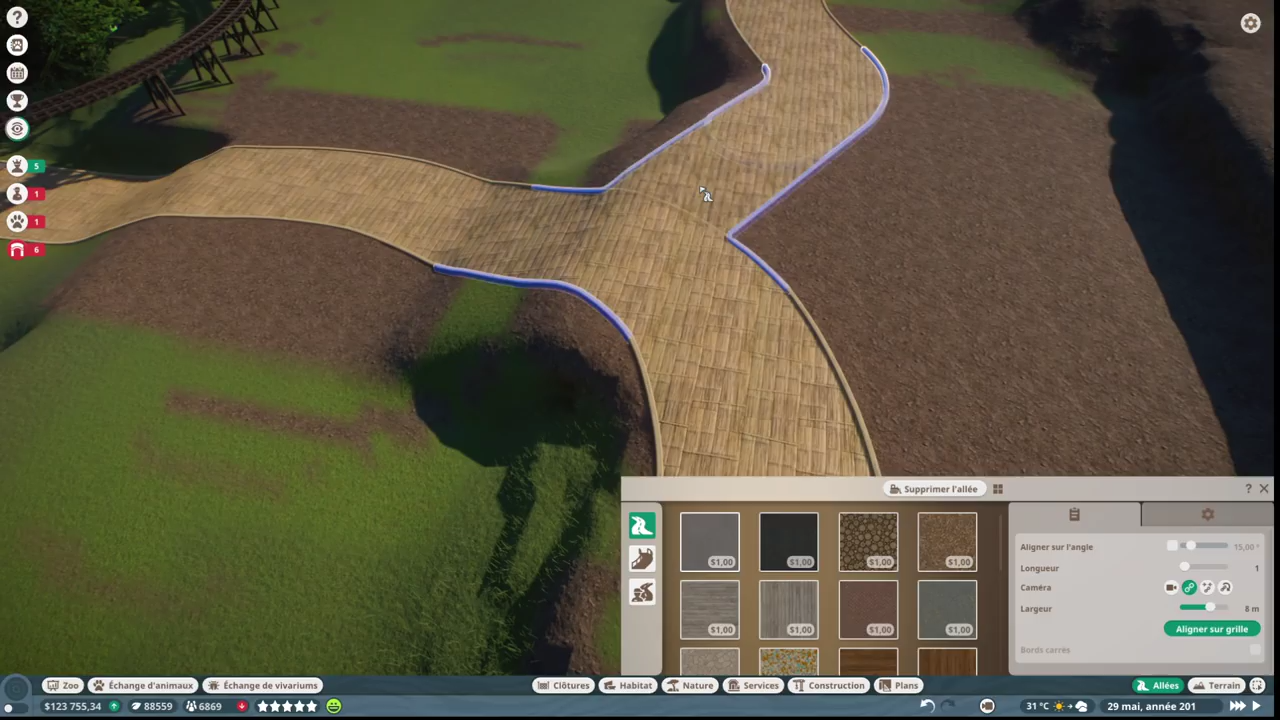 5
1
1
6
Supprimer l'allée
?
$1,00
$1,00
$1,00
$1,00
$1,00
$1,00
$1,00
$1,00
Aligner sur l'angle 15,00 °
Longueur 1
Caméra
Largeur 8 m
Aligner sur grille
Bords carrés
Zoo
Échange d'animaux
Échange de vivariums
Clôtures
Habitat
Nature
Services
Construction
Plans
Allées
Terrain
$123 755,34
88559
6869
31 °C
29 mai, année 201